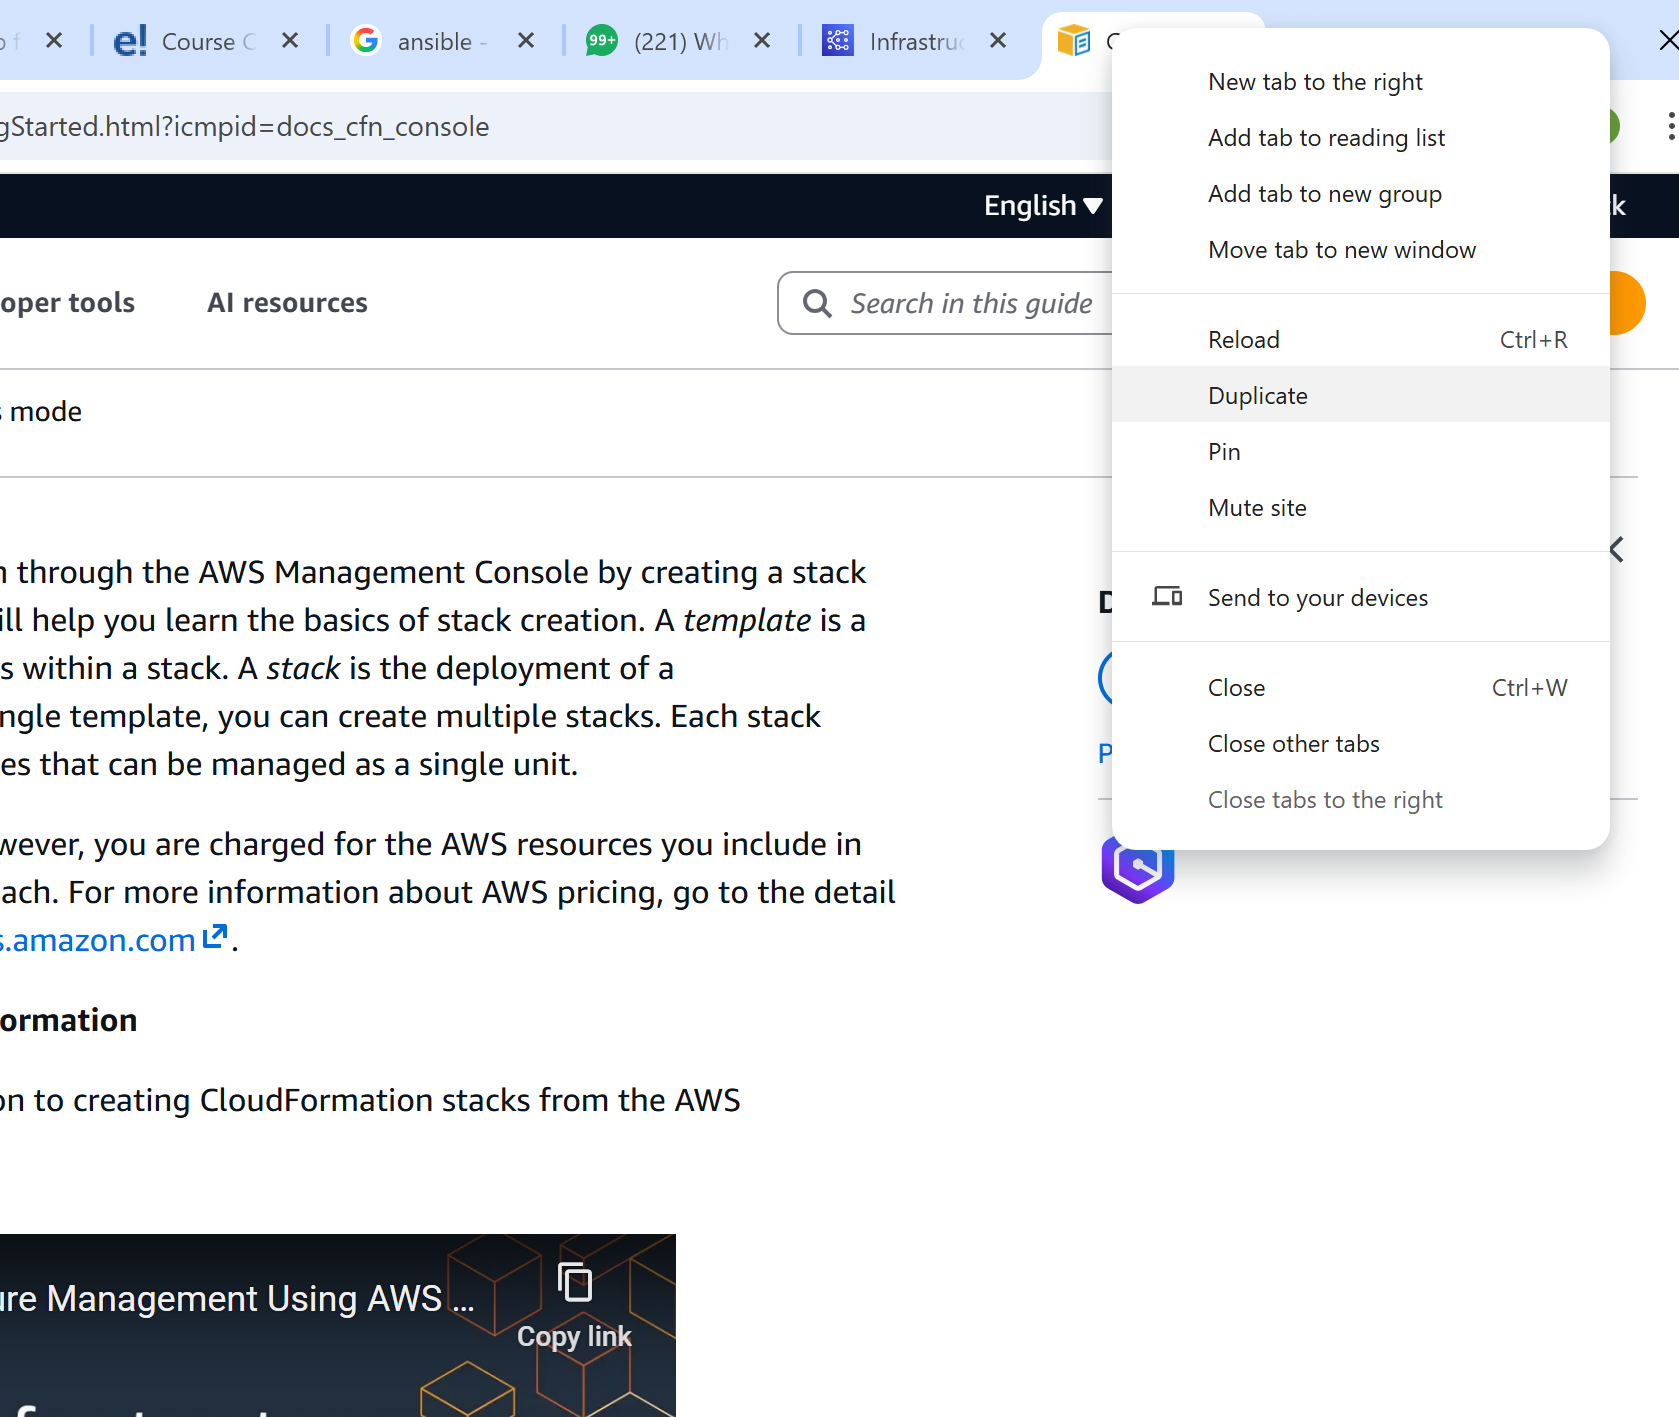 Course C
ansible -
99+
(221) Wh
Infrastruc
gStarted.html?icmpid=docs_cfn_console
English
oper tools
AI resources
Search in this guide
s mode
n through the AWS Management Console by creating a stack
ill help you learn the basics of stack creation. A template is a
s within a stack. A stack is the deployment of a
ngle template, you can create multiple stacks. Each stack
es that can be managed as a single unit.
wever, you are charged for the AWS resources you include in
ach. For more information about AWS pricing, go to the detail
s.amazon.com.
ormation
on to creating CloudFormation stacks from the AWS
ure Management Using AWS ...
Copy link
New tab to the right
Add tab to reading list
Add tab to new group
Move tab to new window
Reload Ctrl+R
Duplicate
Pin
Mute site
Send to your devices
Close Ctrl+W
Close other tabs
Close tabs to the right